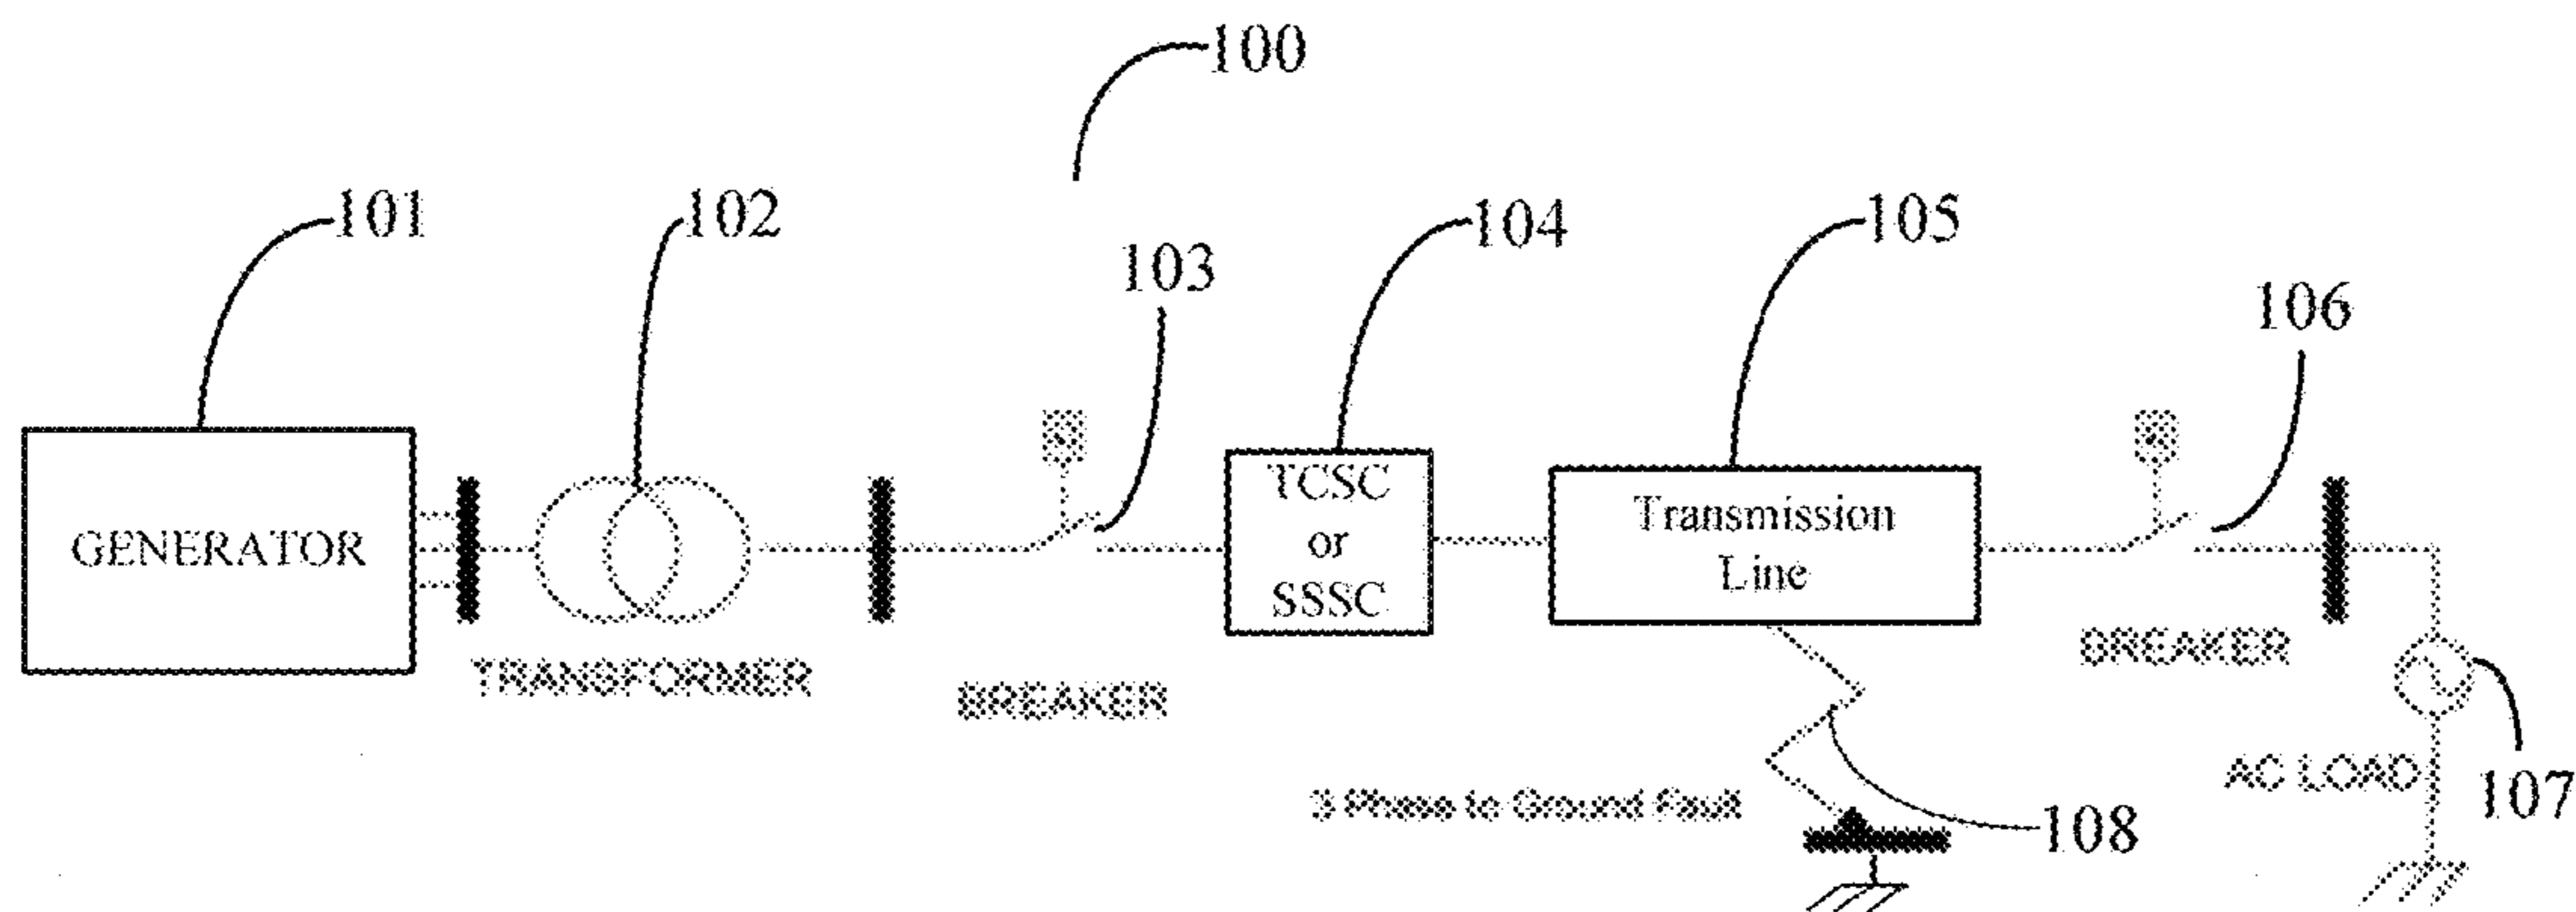 100
101
102
103
104
105
106
GENERATOR
TCSC
or
SSSC
Transmission
Line
TRANSFORMER
BREAKER
BREAKER
AC LOAD
107
3 Phase to Ground Fault
108